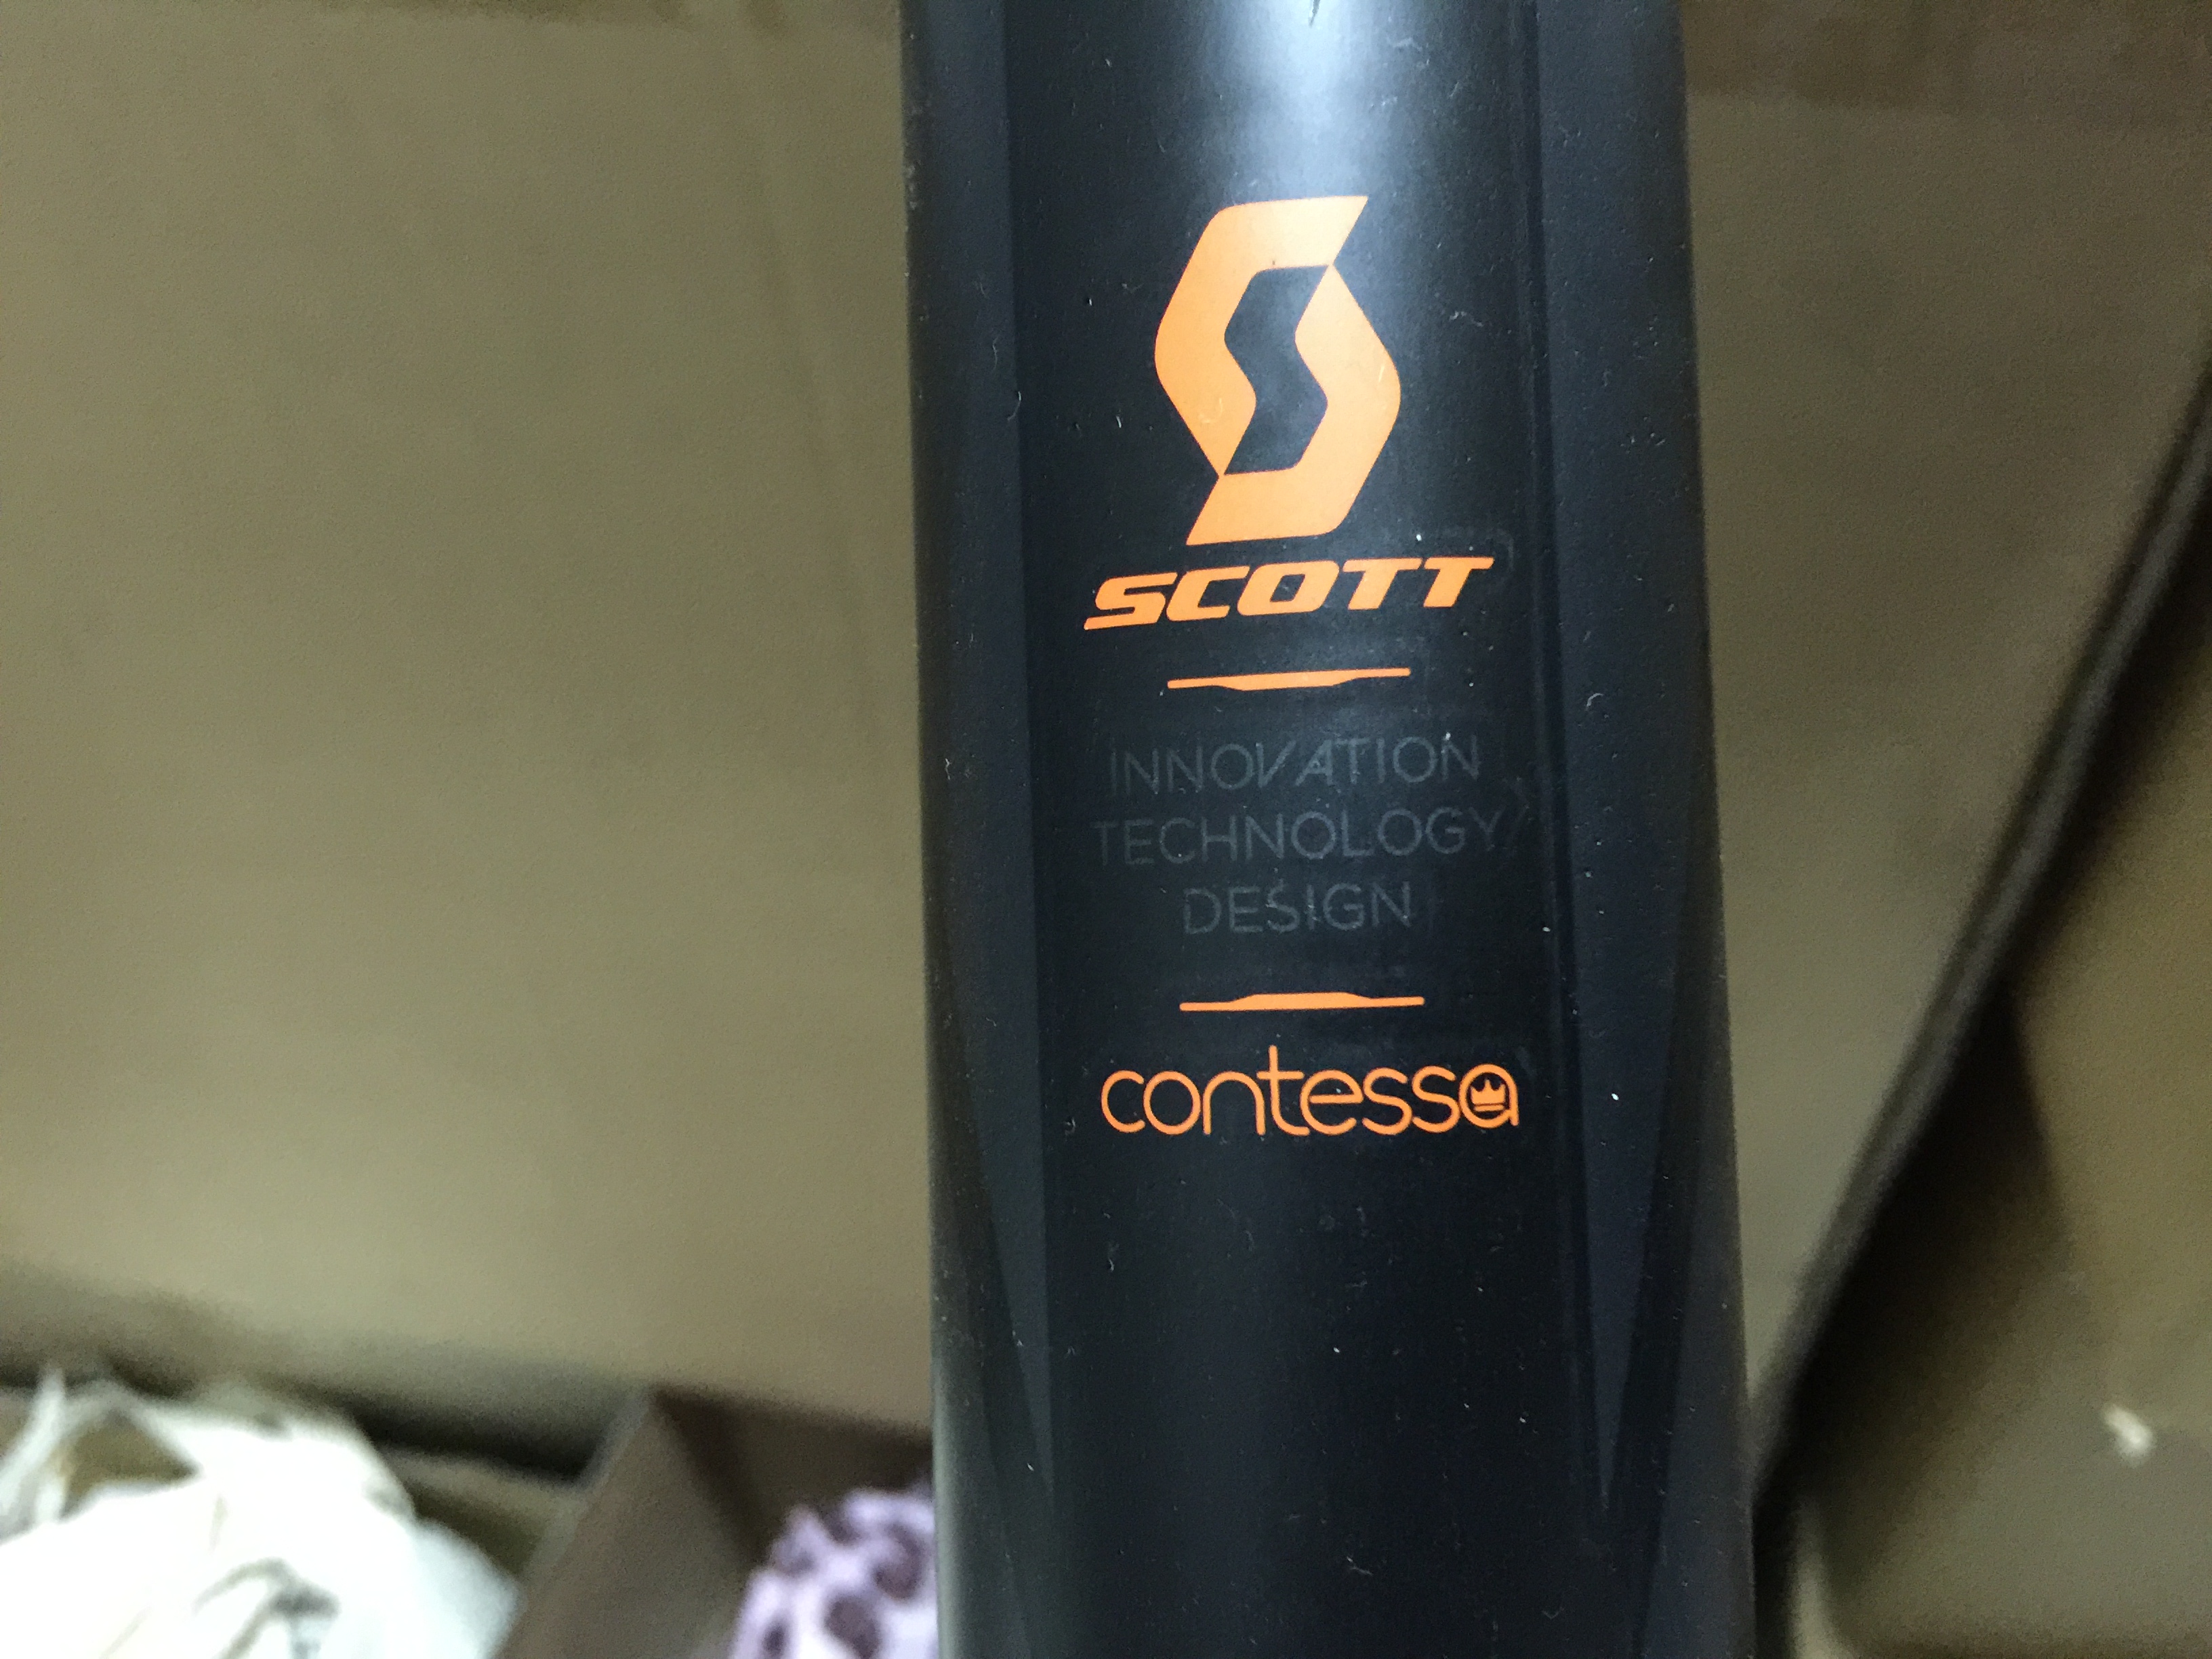 SCOTT
INNOVATION
TECHNOLOGY
DESIGN
contessa